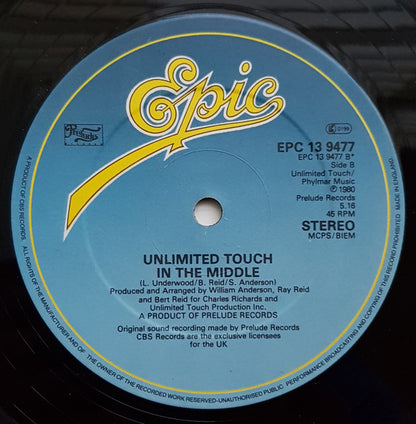 Epic
Prelude
G 0199
EPC 13 9477
EPC 13 9477 B*
Side B
Unlimited Touch/
Phylmar Music
℗ 1980
Prelude Records
5.16
45 RPM
STEREO
MCPS/BIEM
UNLIMITED TOUCH
IN THE MIDDLE
(L. Underwood/B. Reid/S. Anderson)
Produced and Arranged by William Anderson, Ray Reid
and Bert Reid for Charles Richards and
Unlimited Touch Production Inc.
A PRODUCT OF PRELUDE RECORDS
Original sound recording made by Prelude Records
CBS Records are the exclusive licensees
for the UK
A PRODUCT OF CBS RECORDS. ALL RIGHTS OF THE MANUFACTURER AND OF THE OWNER OF THE RECORDED WORK RESERVED-UNAUTHORISED PUBLIC PERFORMANCE BROADCASTING AND COPYING OF THIS RECORD PROHIBITED MADE IN ENGLAND.